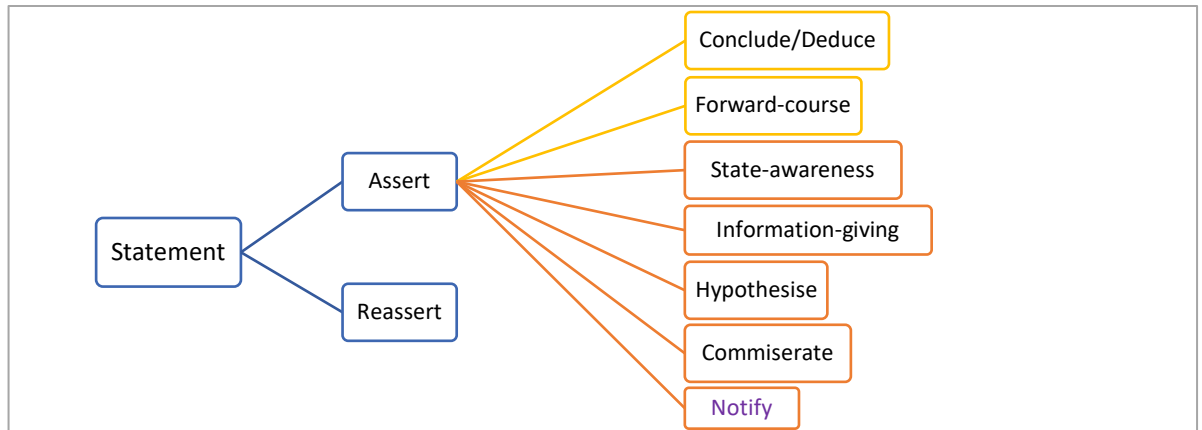 Statement
Assert
Reassert
Conclude/Deduce
Forward-course
State-awareness
Information-giving
Hypothesise
Commiserate
Notify